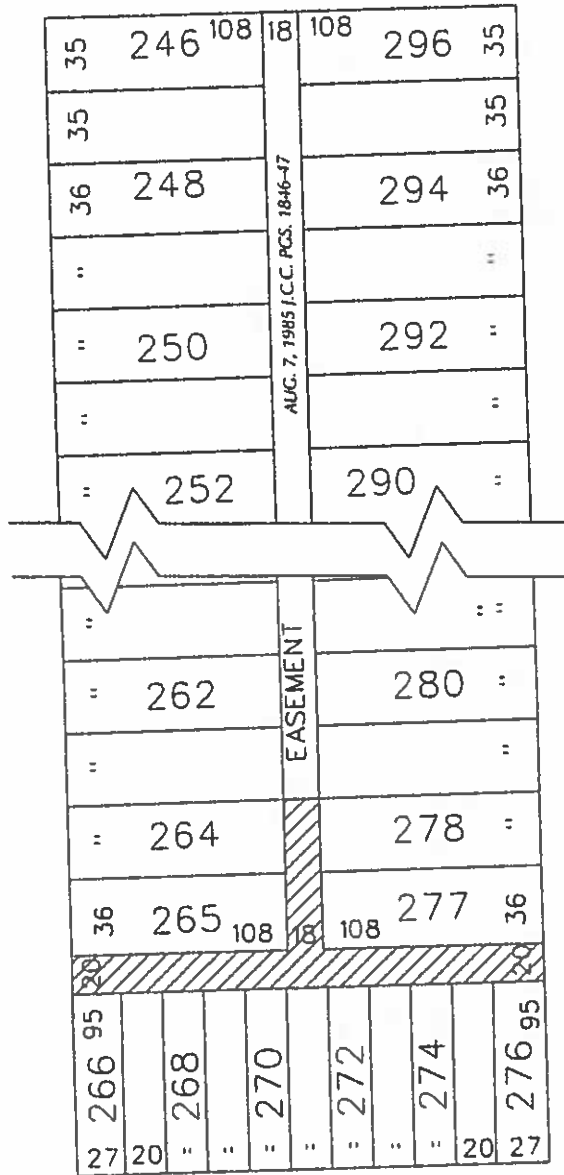 35 246 108 18 108 296 35
35 35
36 248 294 36
" "
" 250 292 "
" "
" 252 290 "
AUG. 7, 1985 J.C.C. PGS. 1846-47
" "
" 262 280 "
" "
EASEMENT
" 264 278 "
36 265 108 18 108 277 36
20 20
266 95 268 270 272 274 276 95
27 20 " " " " " " " 20 27